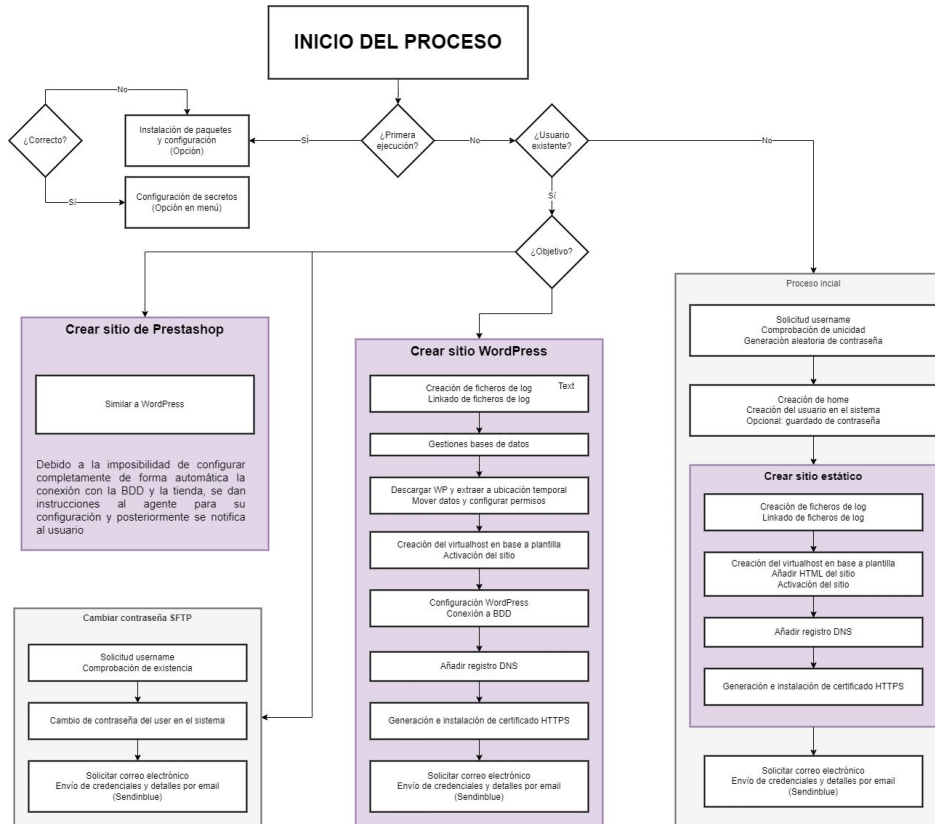 INICIO DEL PROCESO
No
¿Correcto?
Instalación de paquetes
y configuración
(Opción)
SÍ
¿Primera
ejecución?
No
¿Usuario
existente?
No
Sí
Configuración de secretos
(Opción en menú)
Sí
¿Objetivo?
Crear sitio de Prestashop
Similar a WordPress
Debido a la imposibilidad de configurar
completamente de forma automática la
conexión con la BDD y la tienda, se dan
instrucciones al agente para su
configuración y posteriormente se notifica
al usuario
Cambiar contraseña SFTP
Solicitud username
Comprobación de existencia
Cambio de contraseña del user en el sistema
Solicitar correo electrónico
Envío de credenciales y detalles por email
(Sendinblue)
Crear sitio WordPress
Text
Creación de ficheros de log
Linkado de ficheros de log
Gestiones bases de datos
Descargar WP y extraer a ubicación temporal
Mover datos y configurar permisos
Creación del virtualhost en base a plantilla
Activación del sitio
Configuración WordPress
Conexión a BDD
Añadir registro DNS
Generación e instalación de certificado HTTPS
Solicitar correo electrónico
Envío de credenciales y detalles por email
(Sendinblue)
Proceso incial
Solicitud username
Comprobación de unicidad
Generación aleatoria de contraseña
Creación de home
Creación del usuario en el sistema
Opcional: guardado de contraseña
Crear sitio estático
Creación de ficheros de log
Linkado de ficheros de log
Creación del virtualhost en base a plantilla
Añadir HTML del sitio
Activación del sitio
Añadir registro DNS
Generación e instalación de certificado HTTPS
Solicitar correo electrónico
Envío de credenciales y detalles por email
(Sendinblue)